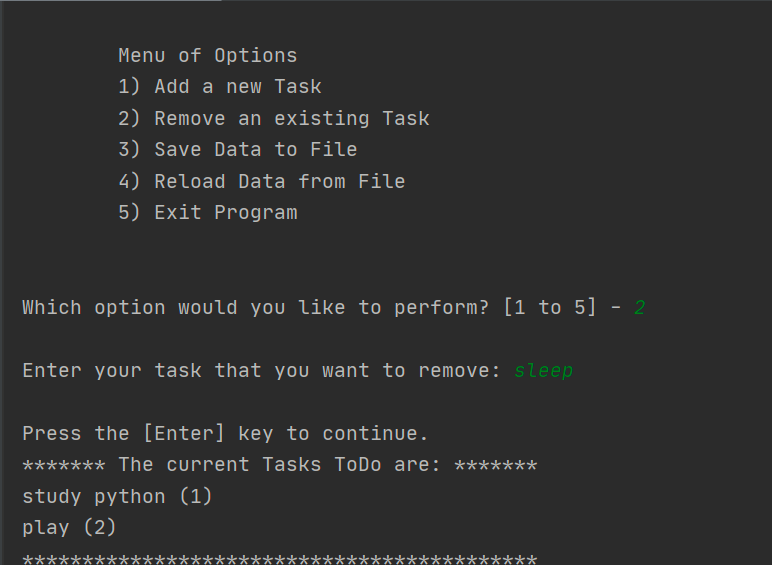 Menu of Options
1) Add a new Task
2) Remove an existing Task
3) Save Data to File
4) Reload Data from File
5) Exit Program
Which option would you like to perform? [1 to 5] - 2
Enter your task that you want to remove: sleep
Press the [Enter] key to continue.
******* The current Tasks ToDo are: *******
study python (1)
play (2)
*******************************************